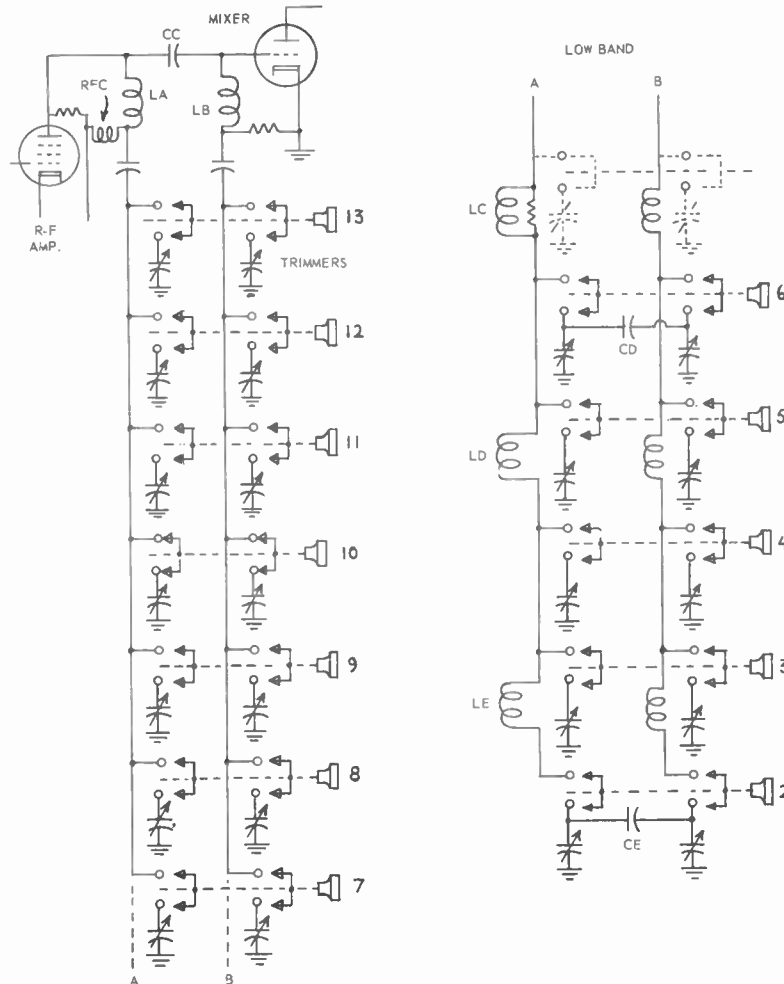 MIXER
CC
RFC
LA
LB
R-F
AMP.
13
TRIMMERS
12
11
10
9
8
7
A
B
LOW BAND
A
B
LC
6
CD
5
LD
4
3
LE
2
CE